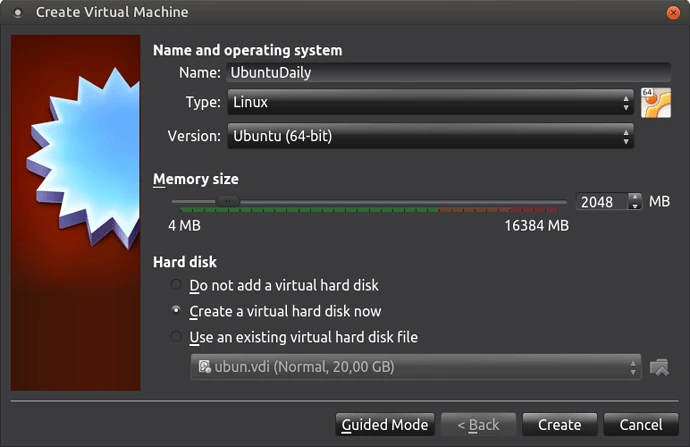 Create Virtual Machine
Name and operating system
Name: UbuntuDaily
Type: Linux
64
Version: Ubuntu (64-bit)
Memory size
2048 MB
4 MB 16384 MB
Hard disk
Do not add a virtual hard disk
Create a virtual hard disk now
Use an existing virtual hard disk file
ubun.vdi (Normal, 20,00 GB)
Guided Mode < Back Create Cancel